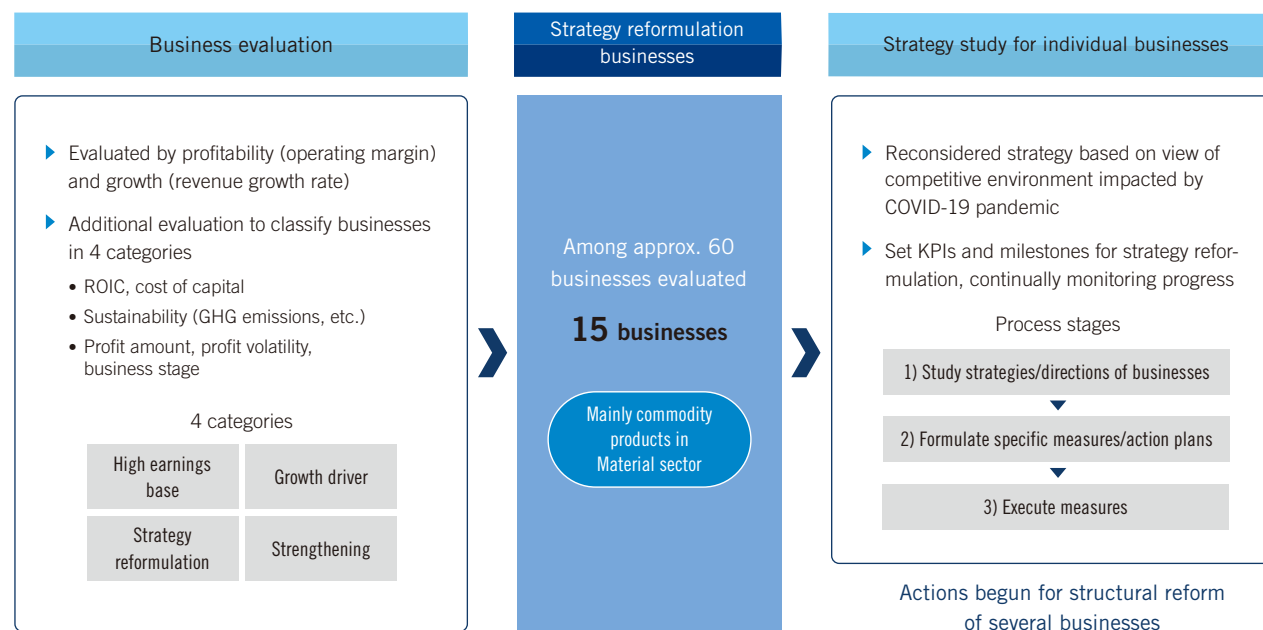 Business evaluation
Evaluated by profitability (operating margin)
and growth (revenue growth rate)
Additional evaluation to classify businesses
in 4 categories
• ROIC, cost of capital
• Sustainability (GHG emissions, etc.)
• Profit amount, profit volatility,
business stage
4 categories
High earnings
base
Growth driver
Strategy
reformulation
Strengthening
Strategy reformulation
businesses
Among approx. 60
businesses evaluated
15 businesses
Mainly commodity
products in
Material sector
Strategy study for individual businesses
Reconsidered strategy based on view of
competitive environment impacted by
COVID-19 pandemic
Set KPIs and milestones for strategy refor-
mulation, continually monitoring progress
Process stages
1) Study strategies/directions of businesses
2) Formulate specific measures/action plans
3) Execute measures
Actions begun for structural reform
of several businesses